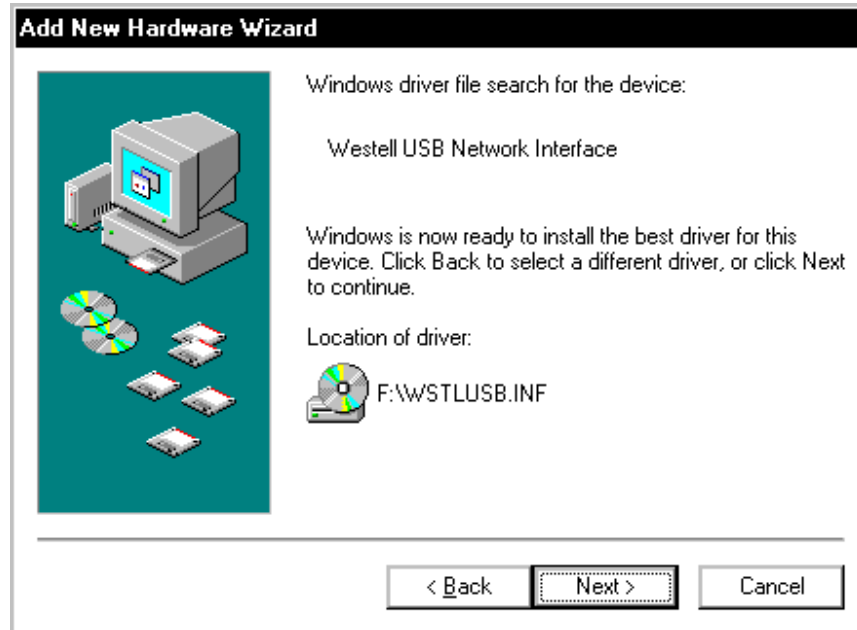 Add New Hardware Wizard
Windows driver file search for the device:
Westell USB Network Interface
Windows is now ready to install the best driver for this
device. Click Back to select a different driver, or click Next
to continue.
Location of driver:
F:\WSTLUSB.INF
< Back
Next >
Cancel